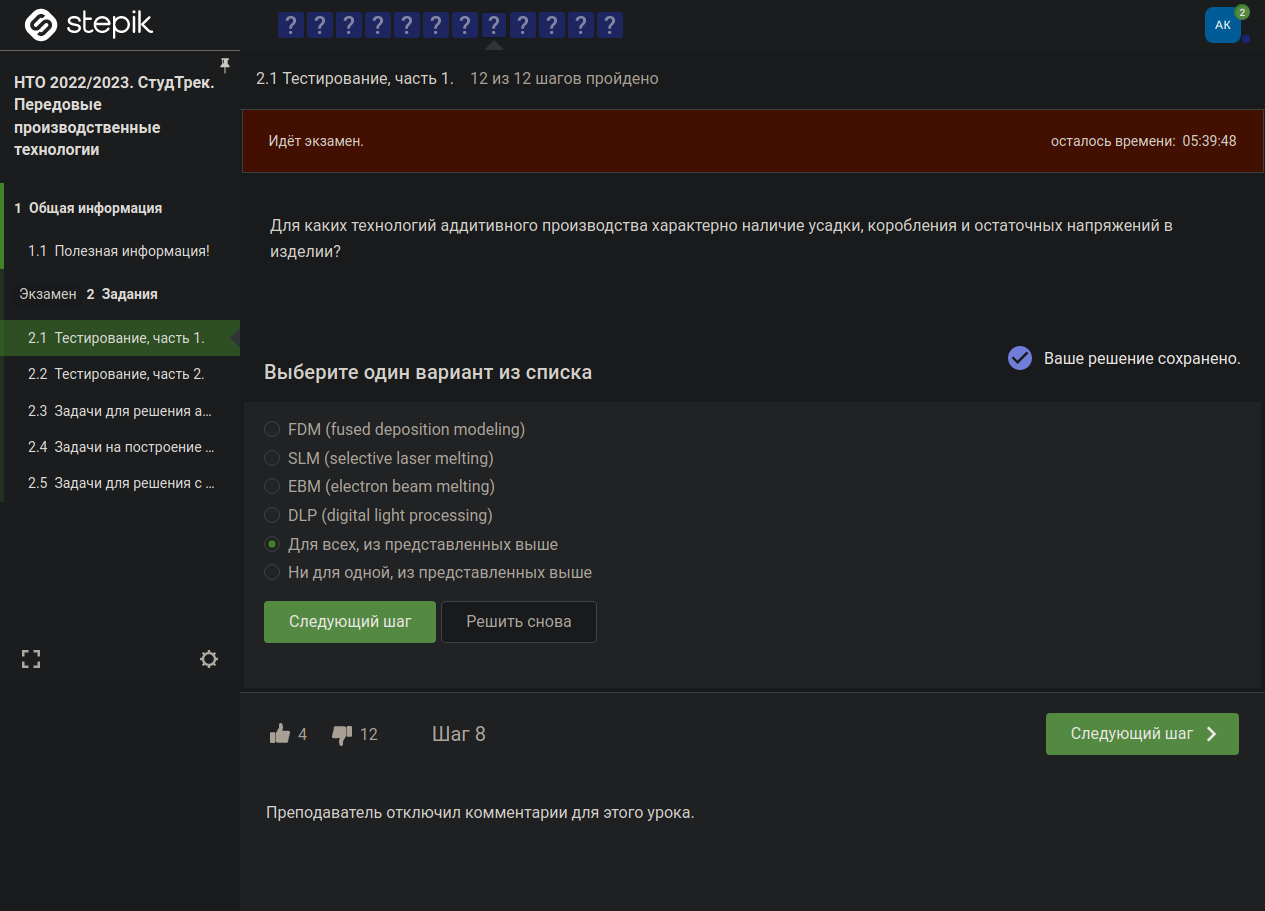 stepik
? ? ? ? ? ? ? ? ? ? ? ?
АК
2
НТО 2022/2023. СтудТрек.
Передовые
производственные
технологии
1 Общая информация
1.1 Полезная информация!
Экзамен 2 Задания
2.1 Тестирование, часть 1.
2.2 Тестирование, часть 2.
2.3 Задачи для решения а…
2.4 Задачи на построение …
2.5 Задачи для решения с …
2.1 Тестирование, часть 1. 12 из 12 шагов пройдено
Идёт экзамен. осталось времени: 05:39:48
Для каких технологий аддитивного производства характерно наличие усадки, коробления и остаточных напряжений в
изделии?
Ваше решение сохранено.
Выберите один вариант из списка
FDM (fused deposition modeling)
SLM (selective laser melting)
EBM (electron beam melting)
DLP (digital light processing)
Для всех, из представленных выше
Ни для одной, из представленных выше
Следующий шаг Решить снова
4 12 Шаг 8 Следующий шаг
Преподаватель отключил комментарии для этого урока.